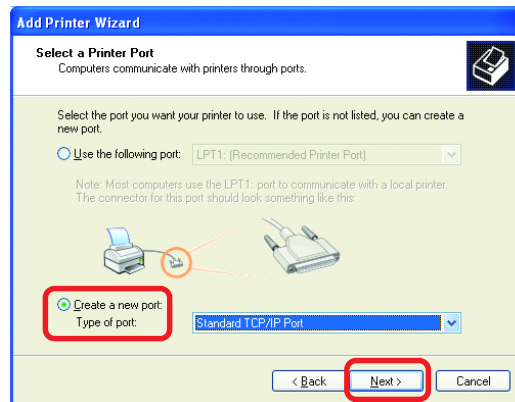 Add Printer Wizard
Select a Printer Port
Computers communicate with printers through ports.
Select the port you want your printer to use. If the port is not listed, you can create a
new port.
Use the following port: LPT1: (Recommended Printer Port)
Note: Most computers use the LPT1: port to communicate with a local printer.
The connector for this port should look something like this:
Create a new port:
Type of port: Standard TCP/IP Port
< Back Next > Cancel